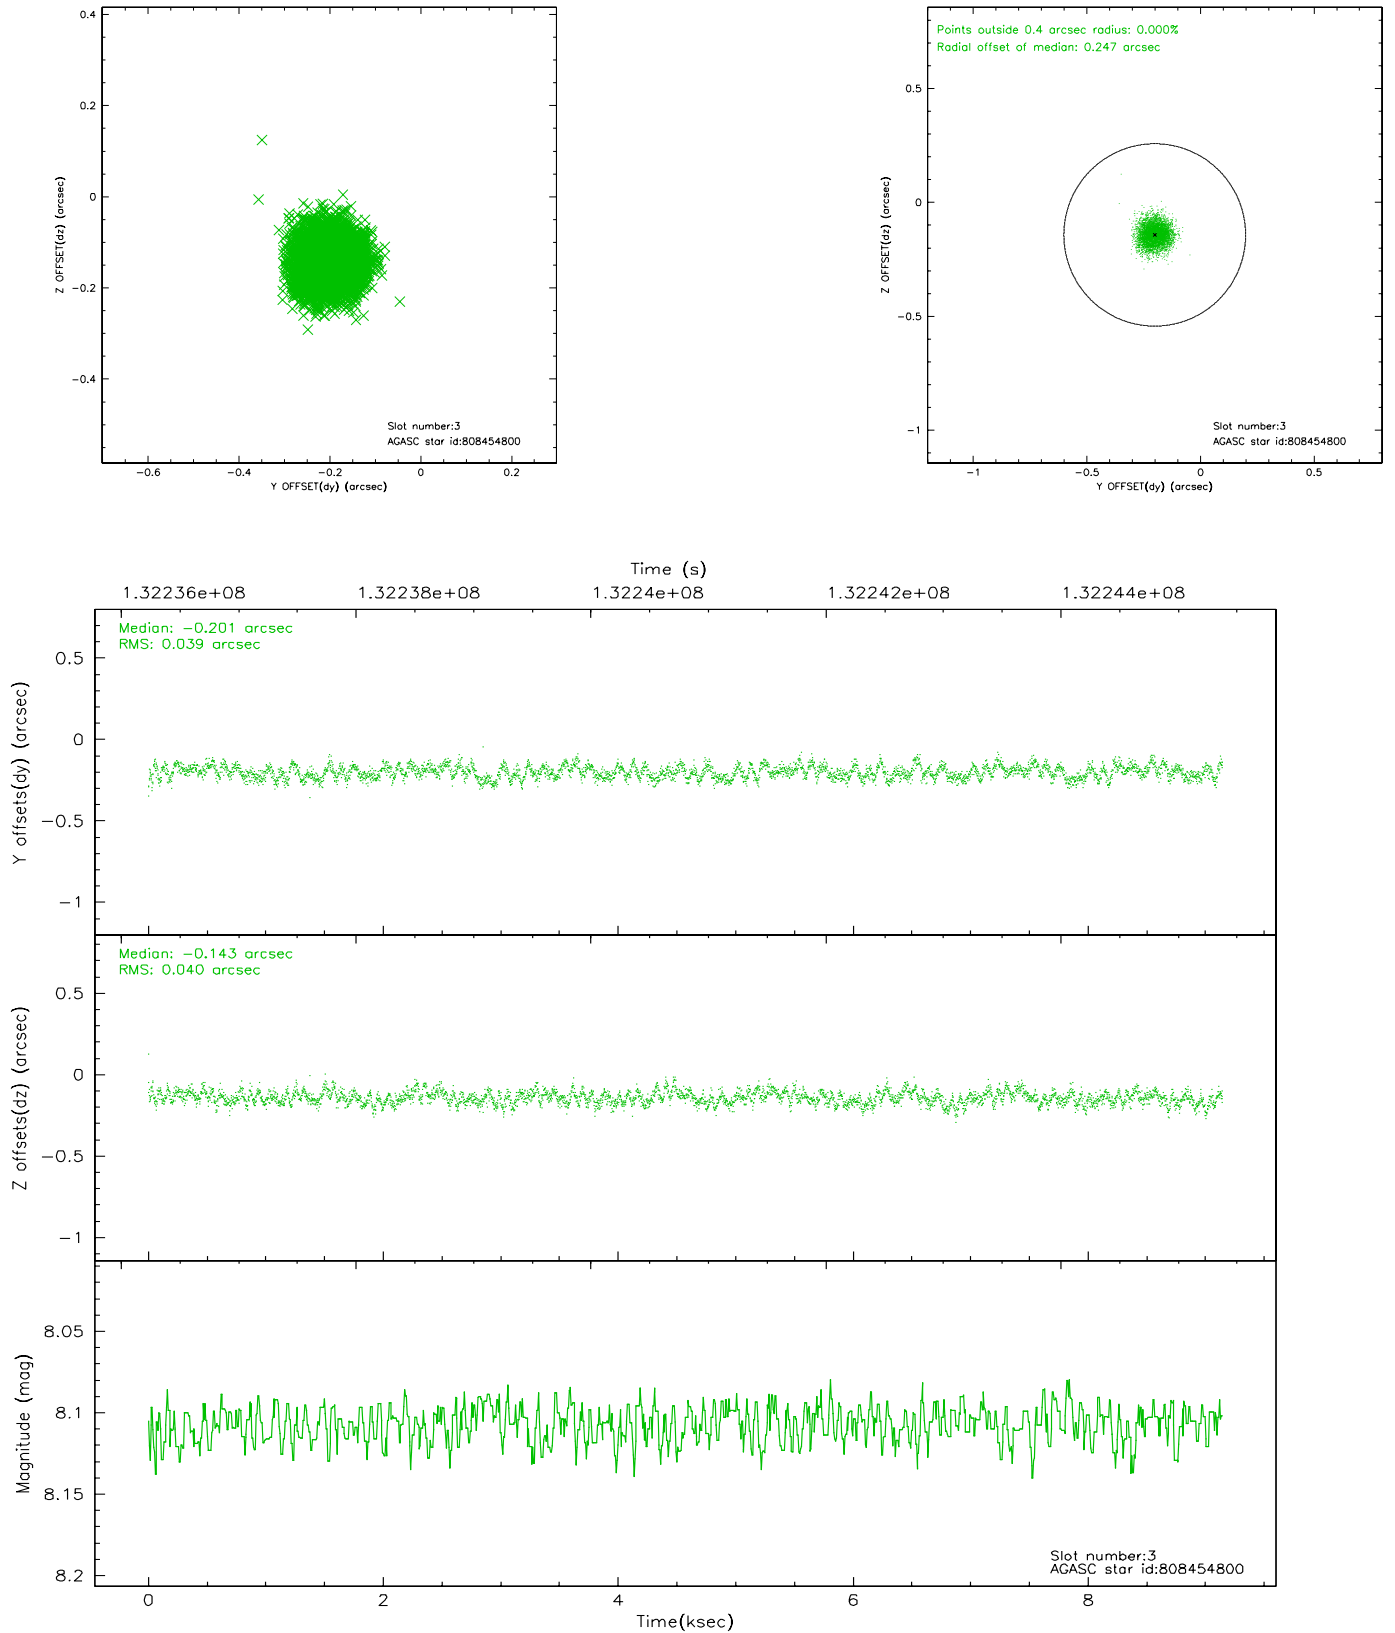 0.4
0.2
0
−0.2
−0.4
Z OFFSET(dz) (arcsec)
Slot number:3
AGASC star id:808454800
−0.6
−0.4
−0.2
0
0.2
Y OFFSET(dy) (arcsec)
Points outside 0.4 arcsec radius: 0.000%
Radial offset of median: 0.247 arcsec
0.5
0
−0.5
−1
Z OFFSET(dz) (arcsec)
Slot number:3
AGASC star id:808454800
−1
−0.5
0
0.5
Y OFFSET(dy) (arcsec)
Time (s)
1.32236e+08
1.32238e+08
1.3224e+08
1.32242e+08
1.32244e+08
Median: −0.201 arcsec
RMS: 0.039 arcsec
0.5
0
−0.5
−1
Y offsets(dy) (arcsec)
Median: −0.143 arcsec
RMS: 0.040 arcsec
0.5
0
−0.5
−1
Z offsets(dz) (arcsec)
8.05
8.1
8.15
8.2
Magnitude (mag)
Slot number:3
AGASC star id:808454800
0
2
4
6
8
Time(ksec)